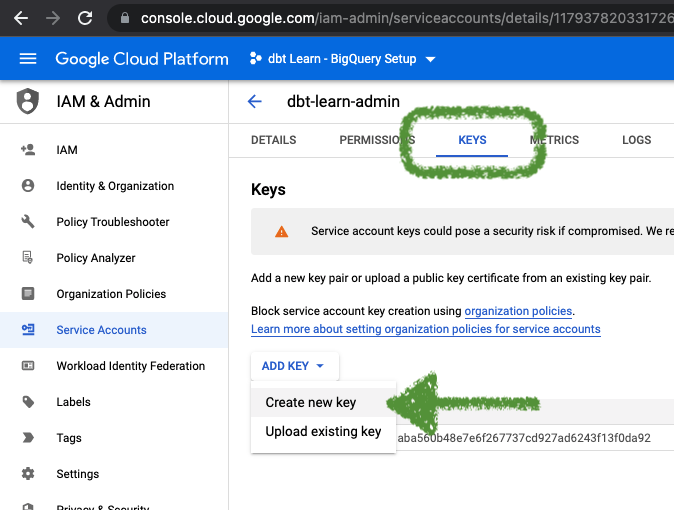 console.cloud.google.com/iam-admin/serviceaccounts/details/117937820331726
Google Cloud Platform dbt Learn - BigQuery Setup
IAM & Admin
dbt-learn-admin
DETAILS PERMISSIONS KEYS METRICS LOGS
IAM
Identity & Organization
Policy Troubleshooter
Policy Analyzer
Organization Policies
Service Accounts
Workload Identity Federation
Labels
Tags
Settings
Privacy & Security
Keys
Service account keys could pose a security risk if compromised. We re
Add a new key pair or upload a public key certificate from an existing key pair.
Block service account key creation using organization policies.
Learn more about setting organization policies for service accounts
ADD KEY
Create new key
Upload existing key
aba560b48e7e6f267737cd927ad6243f13f0da92